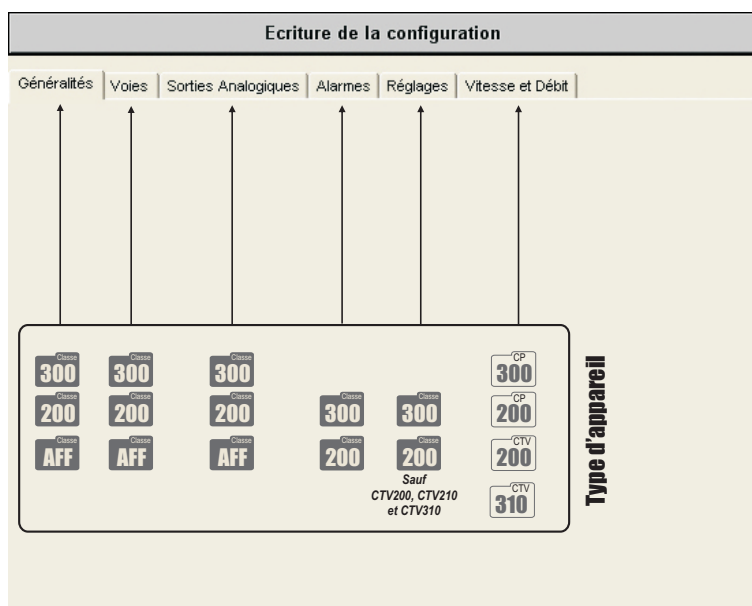 Ecriture de la configuration
Généralités Voies Sorties Analogiques Alarmes Réglages Vitesse et Débit
Classe 300 Classe 300 Classe 300 CP 300
Classe 200 Classe 200 Classe 200 Classe 300 Classe 300 CP 200
Classe AFF Classe AFF Classe AFF Classe 200 Classe 200 CTV 200
Sauf
CTV200, CTV210
et CTV310
CTV 310
Type d'appareil